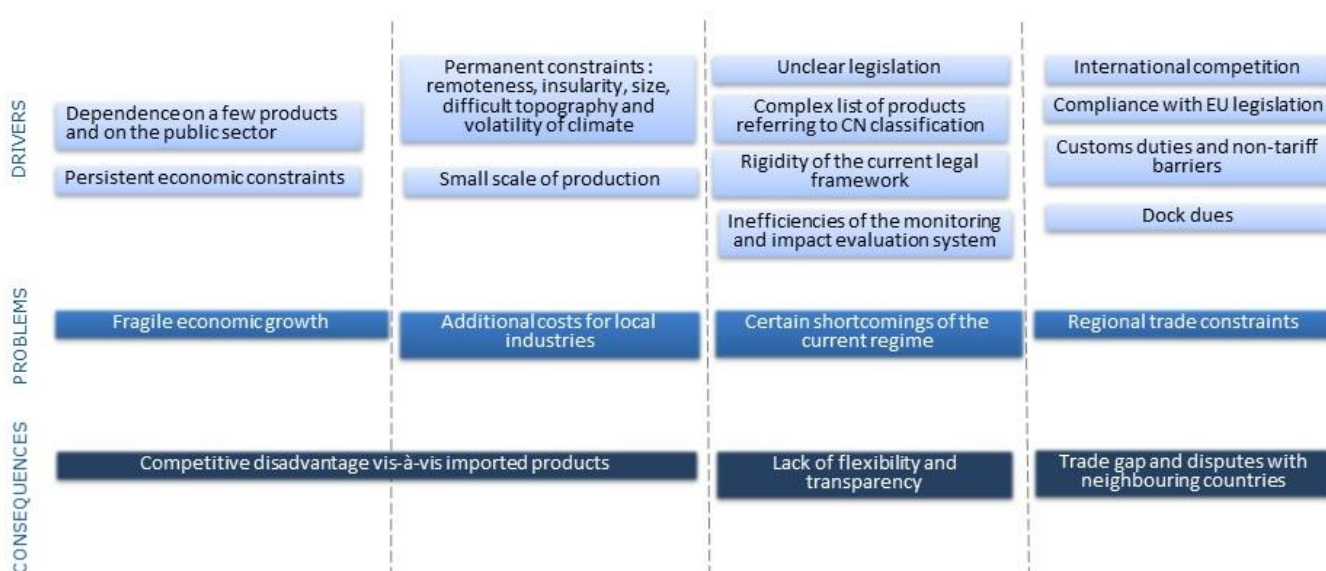 DRIVERS
Dependence on a few products
and on the public sector
Persistent economic constraints
Permanent constraints :
remoteness, insularity, size,
difficult topography and
volatility of climate
Small scale of production
Unclear legislation
Complex list of products
referring to CN classification
Rigidity of the current legal
framework
Inefficiencies of the monitoring
and impact evaluation system
International competition
Compliance with EU legislation
Customs duties and non-tariff
barriers
Dock dues
PROBLEMS
Fragile economic growth
Additional costs for local
industries
Certain shortcomings of the
current regime
Regional trade constraints
CONSEQUENCES
Competitive disadvantage vis-à-vis imported products
Lack of flexibility and
transparency
Trade gap and disputes with
neighbouring countries